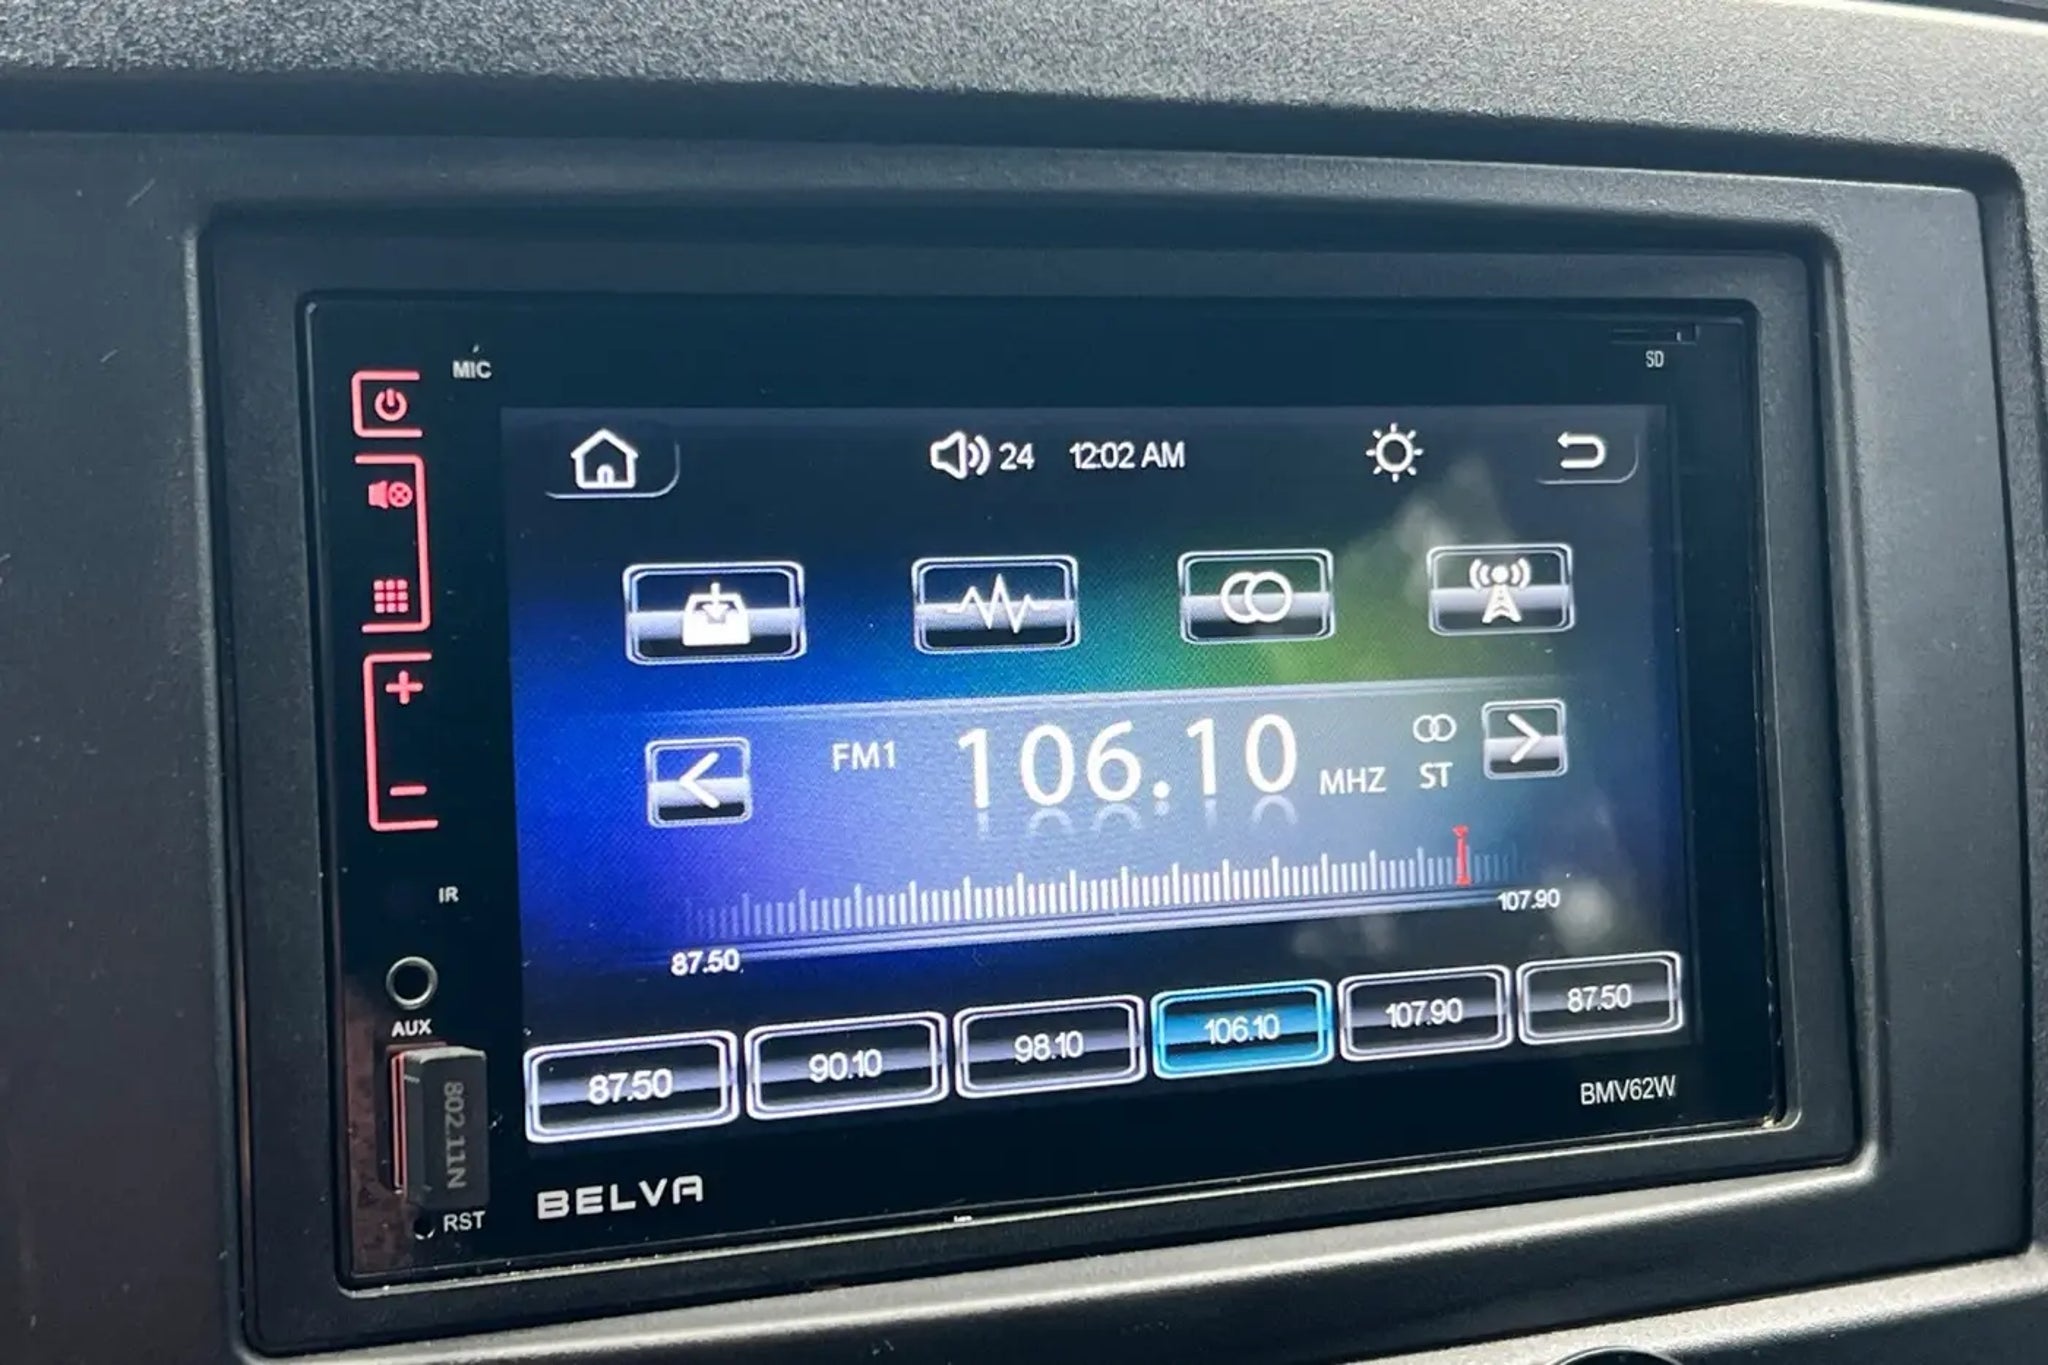 MIC
SD
24 12:02 AM
FM1 106.10 MHZ ST
107.90
87.50
IR
AUX
87.50 90.10 98.10 106.10 107.90 87.50
BMV62W
802.11N
BELVA
RST